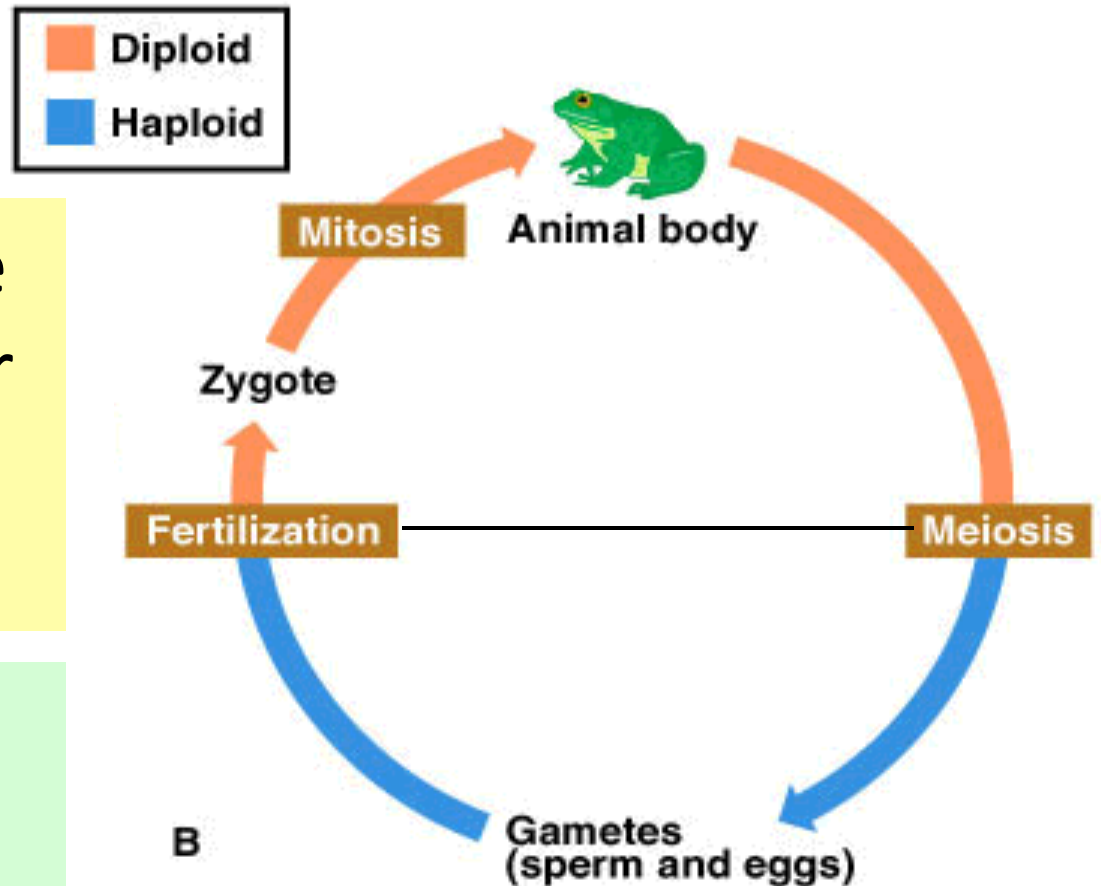 Diploid
Haploid
Mitosis
Animal body
Zygote
Fertilization
Meiosis
Gametes
(sperm and eggs)
B